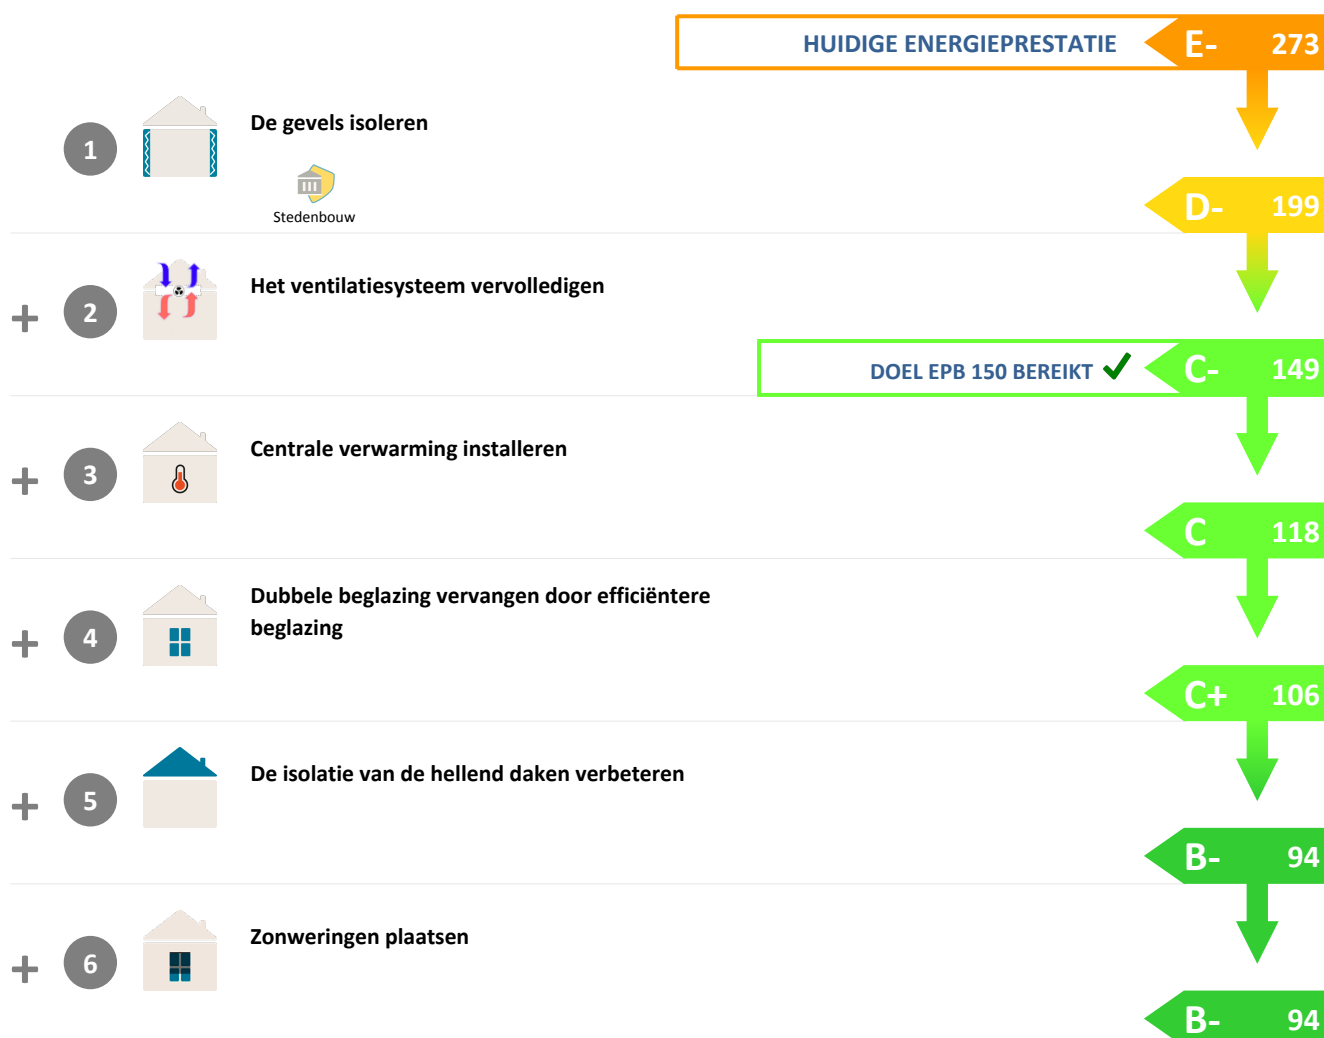 HUIDIGE ENERGIEPRESTATIE E- 273
1 De gevels isoleren
Stedenbouw
D- 199
+ 2 Het ventilatiesysteem vervolledigen
DOEL EPB 150 BEREIKT ✓ C- 149
+ 3 Centrale verwarming installeren
C 118
+ 4 Dubbele beglazing vervangen door efficiëntere
beglazing
C+ 106
+ 5 De isolatie van de hellend daken verbeteren
B- 94
+ 6 Zonweringen plaatsen
B- 94